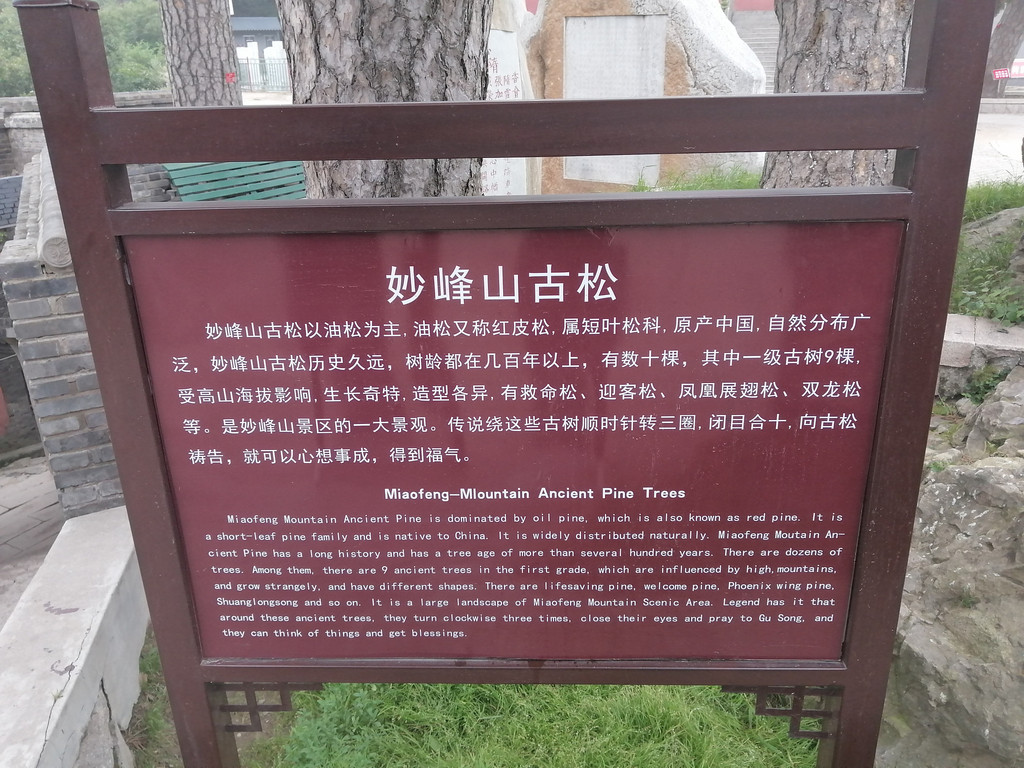 妙峰山古松
妙峰山古松以油松为主,油松又称红皮松,属短叶松科,原产中国,自然分布广
泛，妙峰山古松历史久远，树龄都在几百年以上，有数十棵，其中一级古树9棵,
受高山海拔影响,生长奇特,造型各异,有救命松、迎客松、凤凰展翅松、双龙松
等。是妙峰山景区的一大景观。传说绕这些古树顺时针转三圈,闭目合十,向古松
祷告，就可以心想事成，得到福气。
Miaofeng—Mlountain Ancient Pine Trees
Miaofeng Mountain Ancient Pine is dominated by oil pine, which is also known as red pine. It is
a short-leaf pine family and is native to China. It is widely distributed naturally. Miaofeng Moutain An-
cient Pine has a long history and has a tree age of more than several hundred years. There are dozens of
trees. Among them, there are 9 ancient trees in the first grade, which are influenced by high,mountains,
and grow strangely, and have different shapes. There are lifesaving pine, welcome pine, Phoenix wing pine,
Shuanglongsong and so on. It is a large landscape of Miaofeng Mountain Scenic Area. Legend has it that
around these ancient trees, they turn clockwise three times, close their eyes and pray to Gu Song, and
they can think of things and get blessings.